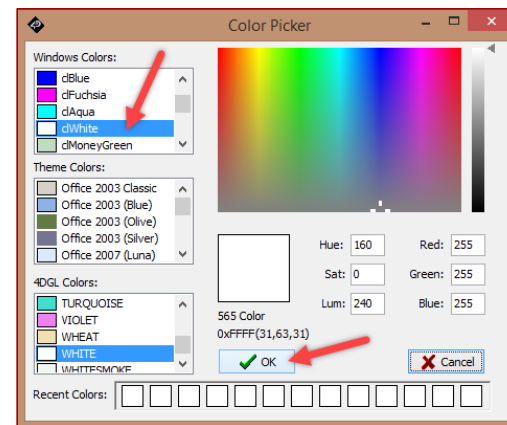 Color Picker
Windows Colors:
clBlue
clFuchsia
clAqua
clWhite
clMoneyGreen
Theme Colors:
Office 2003 Classic
Office 2003 (Blue)
Office 2003 (Olive)
Office 2003 (Silver)
Office 2007 (Luna)
4DGL Colors:
TURQUOISE
VIOLET
WHEAT
WHITE
WHITESMOKE
Hue: 160 Red: 255
Sat: 0 Green: 255
Lum: 240 Blue: 255
565 Color
0xFFFF(31,63,31)
OK
Cancel
Recent Colors: